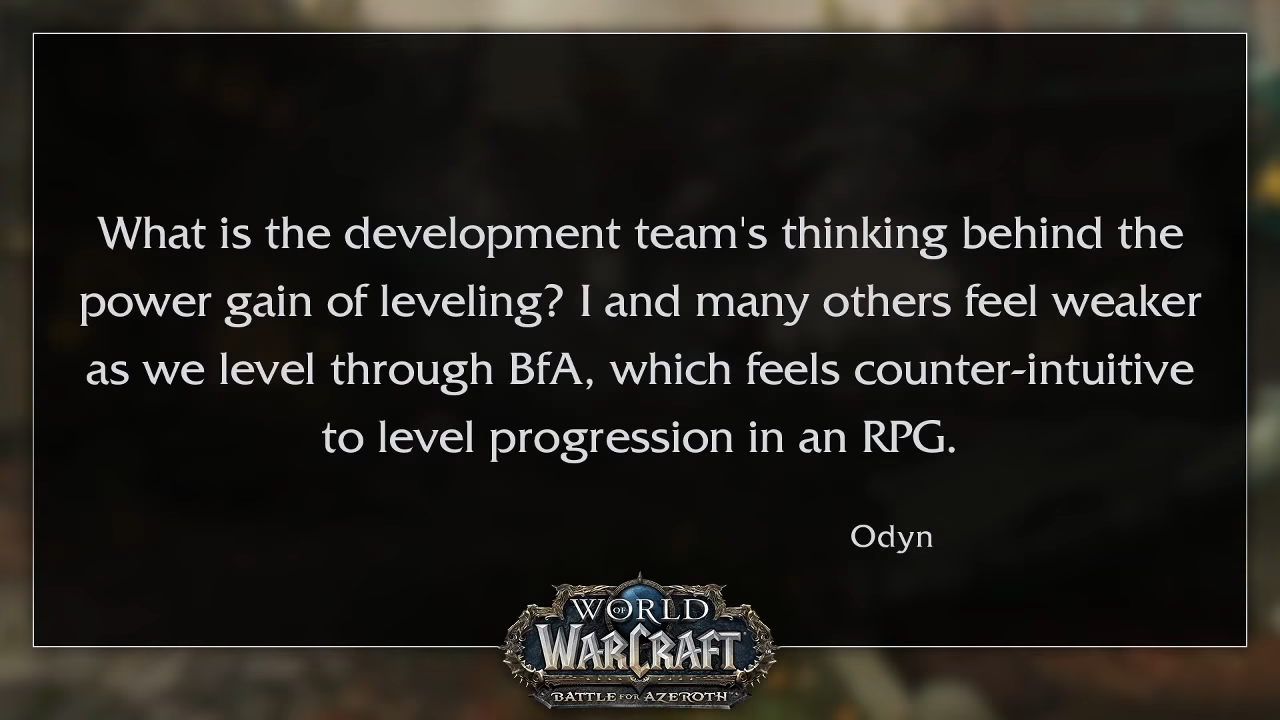 What is the development team's thinking behind the
power gain of leveling? I and many others feel weaker
as we level through BfA, which feels counter-intuitive
to level progression in an RPG.
Odyn
WORLD
OF
WARCRAFT
BATTLE FOR AZEROTH